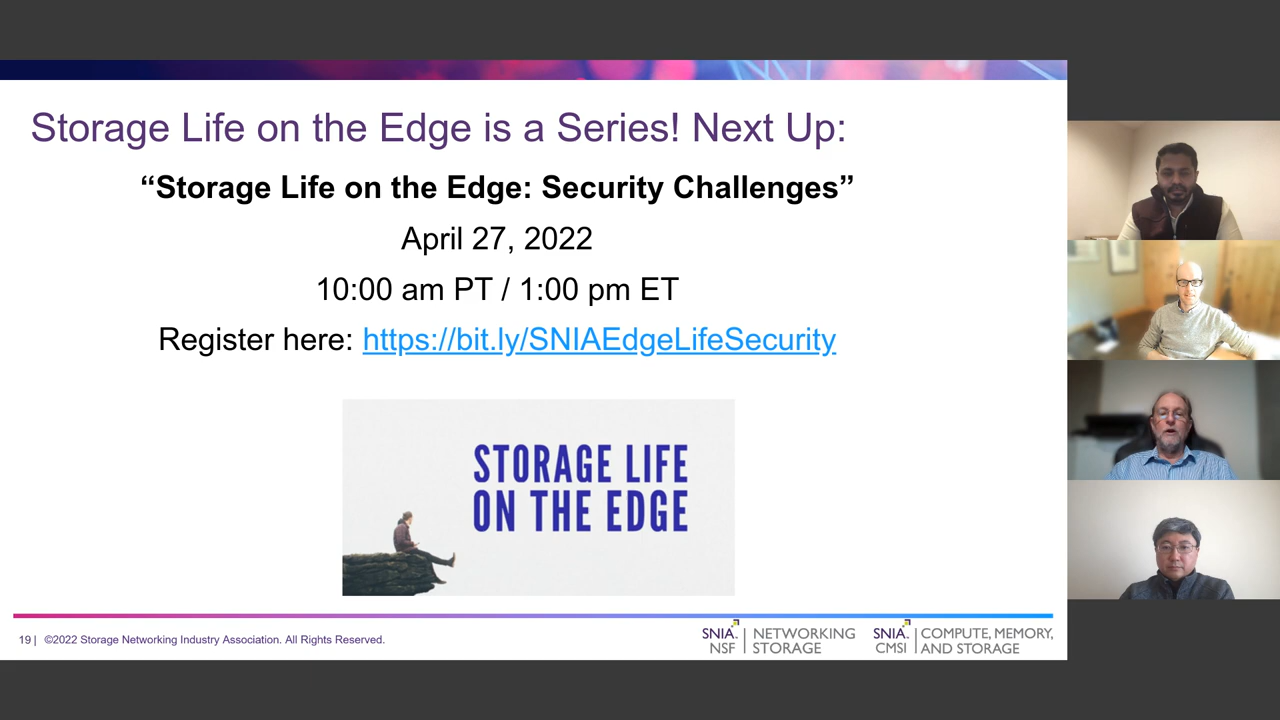 Storage Life on the Edge is a Series! Next Up:
“Storage Life on the Edge: Security Challenges”
April 27, 2022
10:00 am PT / 1:00 pm ET
Register here: https://bit.ly/SNIAEdgeLifeSecurity
STORAGE LIFE
ON THE EDGE
19 | ©2022 Storage Networking Industry Association. All Rights Reserved.
SNIA. | NETWORKING
NSF | STORAGE
SNIA. | COMPUTE, MEMORY,
CMSI | AND STORAGE